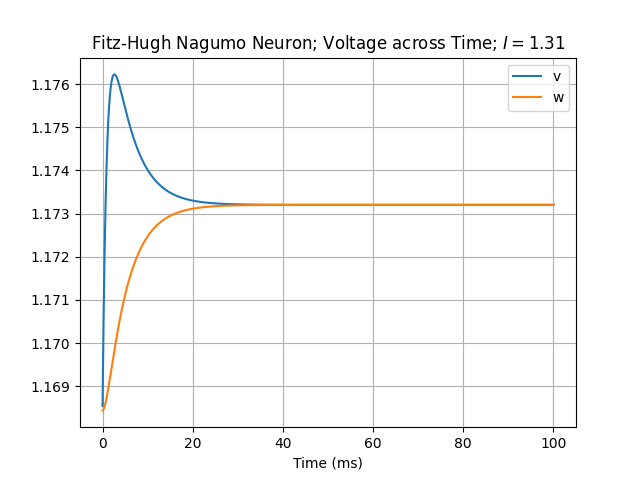 Fitz-Hugh Nagumo Neuron; Voltage across Time; I = 1.31
v
w
1.176
1.175
1.174
1.173
1.172
1.171
1.170
1.169
0 20 40 60 80 100
Time (ms)